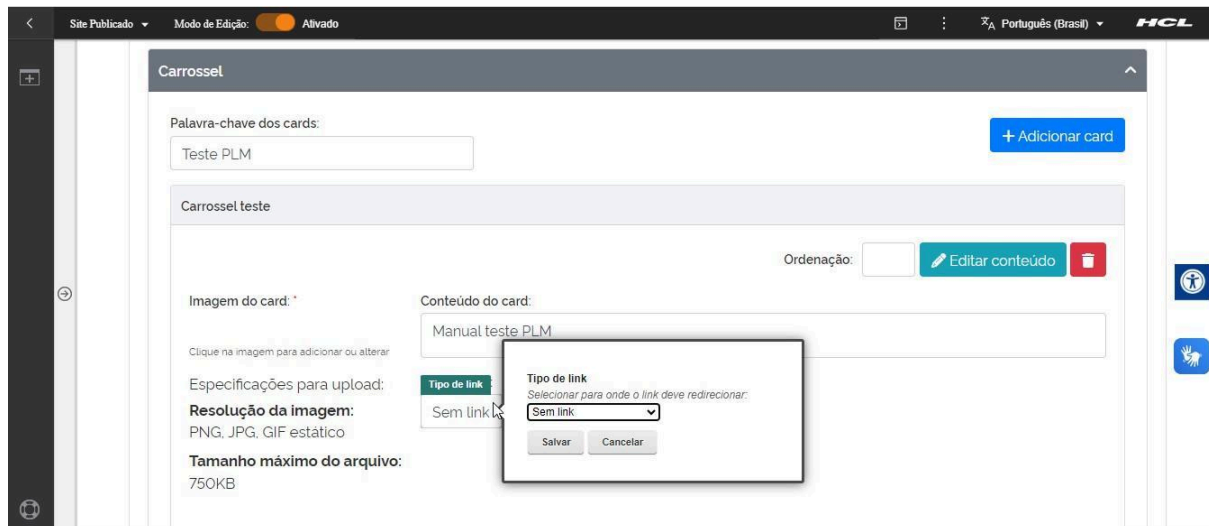 Site Publicado Modo de Edição: Ativado Português (Brasil) HCL
Carrossel
Palavra-chave dos cards:
+ Adicionar card
Teste PLM
Carrossel teste
Ordenação: Editar conteúdo
Imagem do card: * Conteúdo do card:
Manual teste PLM
Clique na imagem para adicionar ou alterar
Especificações para upload:
Tipo de link
Sem link
Resolução da imagem:
PNG, JPG, GIF estático
Tamanho máximo do arquivo:
750KB
Tipo de link
Selecionar para onde o link deve redirecionar:
Sem link
Salvar Cancelar